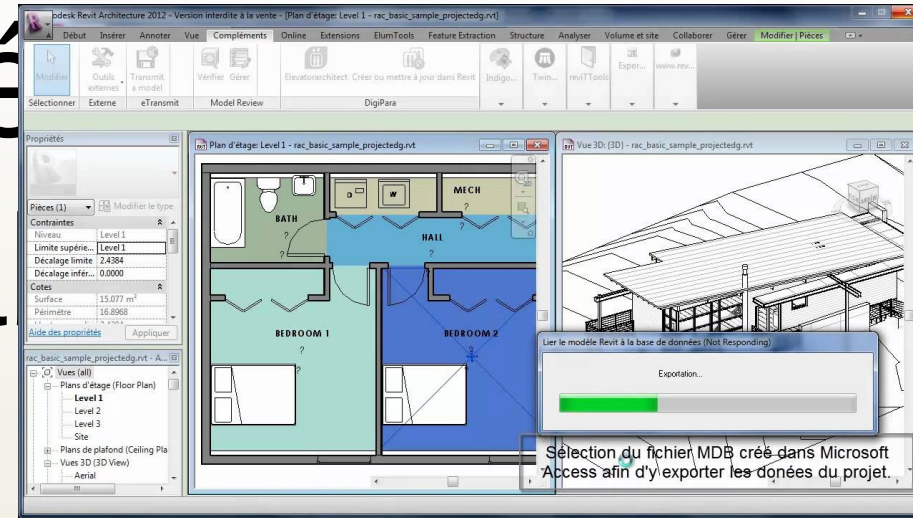 odesk Revit Architecture 2012 - Version interdite à la vente - [Plan d'étage: Level 1 - rac_basic_sample_projectedg.rvt]
Début Insérer Annoter Vue Compléments Online Extensions ElumTools Feature Extraction Structure Analyser Volume et site Collaborer Gérer Modifier | Pièces
Modifier Outils externes Transmit a model Vérifier Gérer Elevatorarchitect Créer ou mettre à jour dans Revit Indigo... Twin... reviTTools Expor... www.rev...
Sélectionner Externe eTransmit Model Review DigiPara
Propriétés
Pièces (1) Modifier le type
Contraintes
Niveau Level 1
Limite supérie... Level 1
Décalage limite 2.4384
Décalage infér... 0.0000
Cotes
Surface 15.077 m²
Périmètre 16.8968
Aide des propriétés Appliquer
rac_basic_sample_projectedg.rvt - A...
Vues (all)
Plans d'étage (Floor Plan)
Level 1
Level 2
Level 3
Site
Plans de plafond (Ceiling Pla
Vues 3D (3D View)
Aerial
Plan d'étage: Level 1 - rac_basic_sample_projectedg.rvt
BATH
?
D W
MECH
?
HALL
?
BEDROOM 1
?
BEDROOM 2
?
Vue 3D: {3D} - rac_basic_sample_projectedg.rvt
Lier le modèle Revit à la base de données (Not Responding)
Exportation...
Sélection du fichier MDB créé dans Microsoft
Access afin d'y exporter les données du projet.